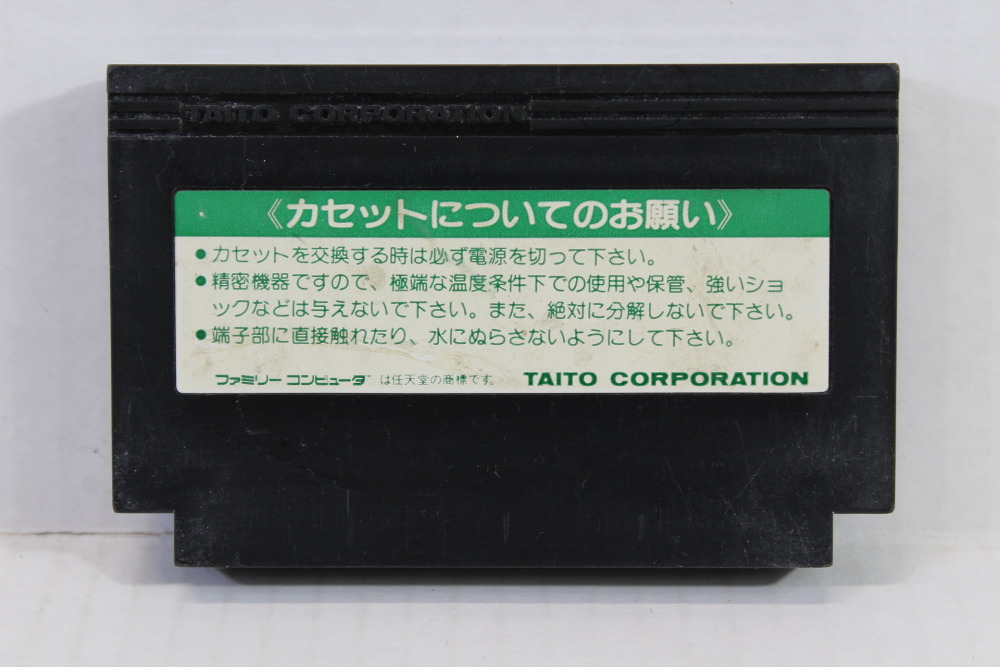 TAITO CORPORATION
《カセットについてのお願い》
●カセットを交換する時は必ず電源を切って下さい。
●精密機器ですので、極端な温度条件下での使用や保管、強いショ
ックなどは与えないで下さい。また、絶対に分解しないで下さい。
●端子部に直接触れたり、水にぬらさないようにして下さい。
ファミリーコンピュータ™は任天堂の商標です。 TAITO CORPORATION